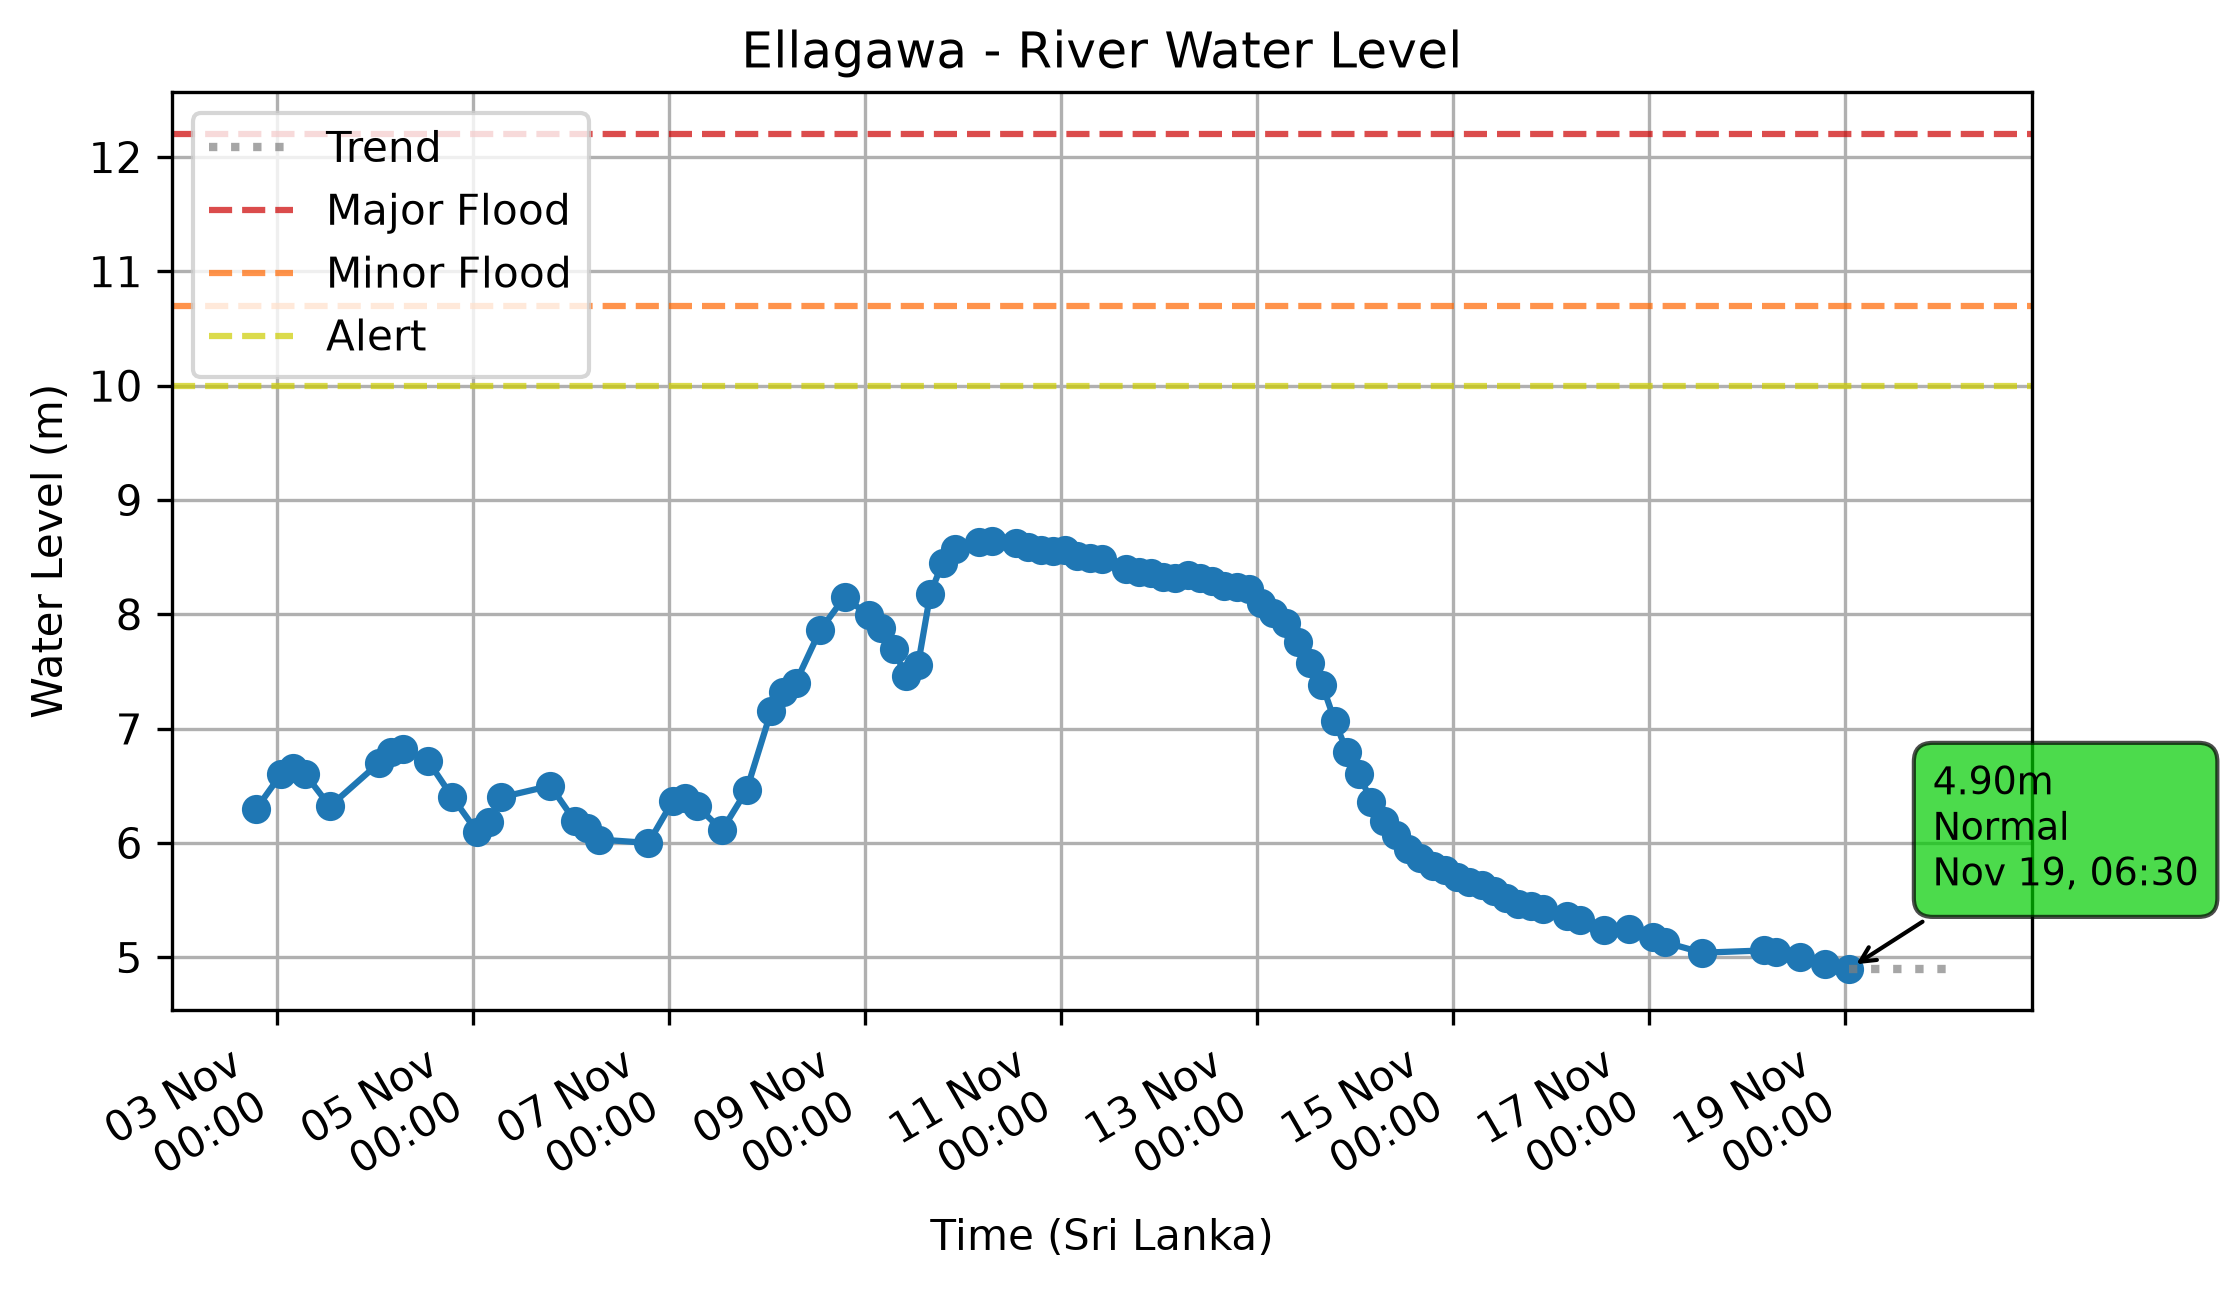 Ellagawa - River Water Level
Trend
Major Flood
Minor Flood
Alert
12
11
10
9
8
7
6
5
Water Level (m)
4.90m
Normal
Nov 19, 06:30
03 Nov
00:00
05 Nov
00:00
07 Nov
00:00
09 Nov
00:00
11 Nov
00:00
13 Nov
00:00
15 Nov
00:00
17 Nov
00:00
19 Nov
00:00
Time (Sri Lanka)